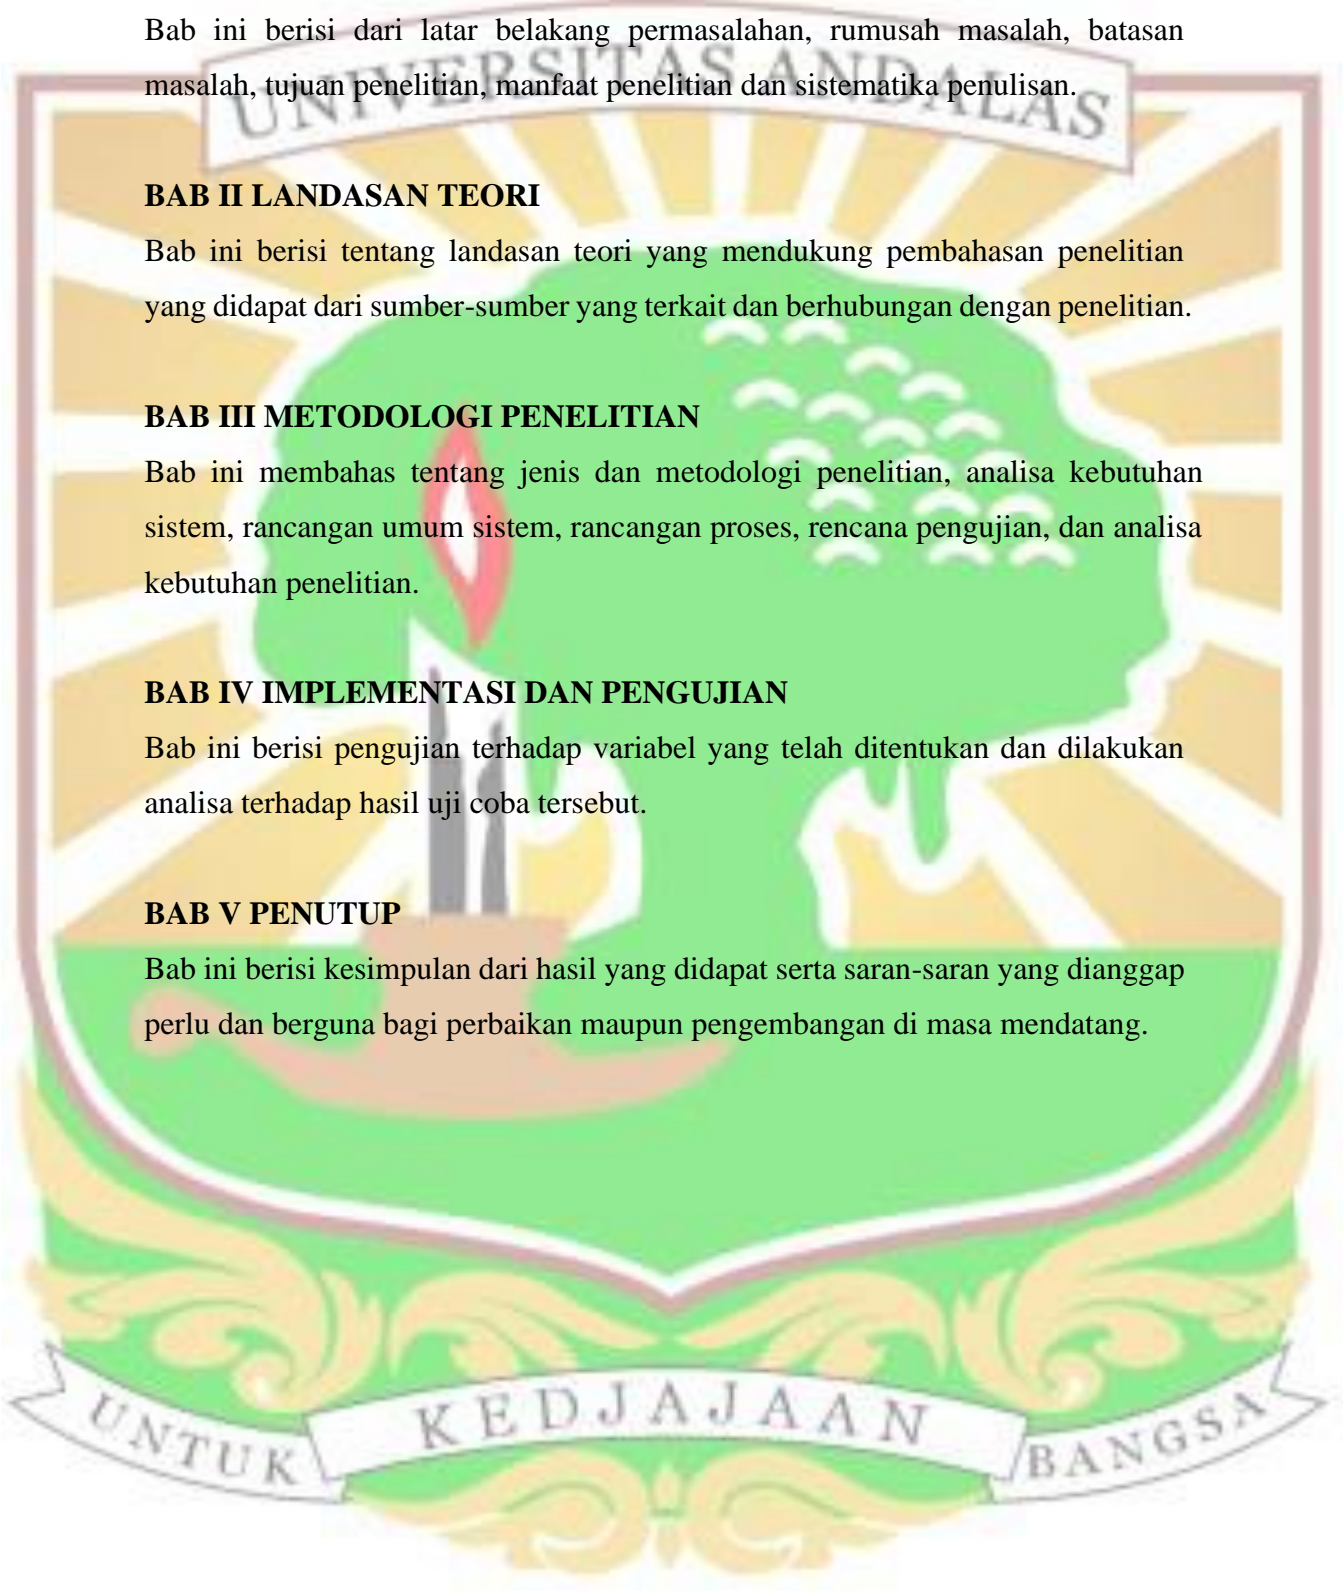 Bab ini berisi dari latar belakang permasalahan, rumusah masalah, batasan
masalah, tujuan penelitian, manfaat penelitian dan sistematika penulisan.
UNIVERSITAS ANDALAS
BAB II LANDASAN TEORI
Bab ini berisi tentang landasan teori yang mendukung pembahasan penelitian
yang didapat dari sumber-sumber yang terkait dan berhubungan dengan penelitian.
BAB III METODOLOGI PENELITIAN
Bab ini membahas tentang jenis dan metodologi penelitian, analisa kebutuhan
sistem, rancangan umum sistem, rancangan proses, rencana pengujian, dan analisa
kebutuhan penelitian.
BAB IV IMPLEMENTASI DAN PENGUJIAN
Bab ini berisi pengujian terhadap variabel yang telah ditentukan dan dilakukan
analisa terhadap hasil uji coba tersebut.
BAB V PENUTUP
Bab ini berisi kesimpulan dari hasil yang didapat serta saran-saran yang dianggap
perlu dan berguna bagi perbaikan maupun pengembangan di masa mendatang.
UNTUK KEDJAJAAN BANGSA